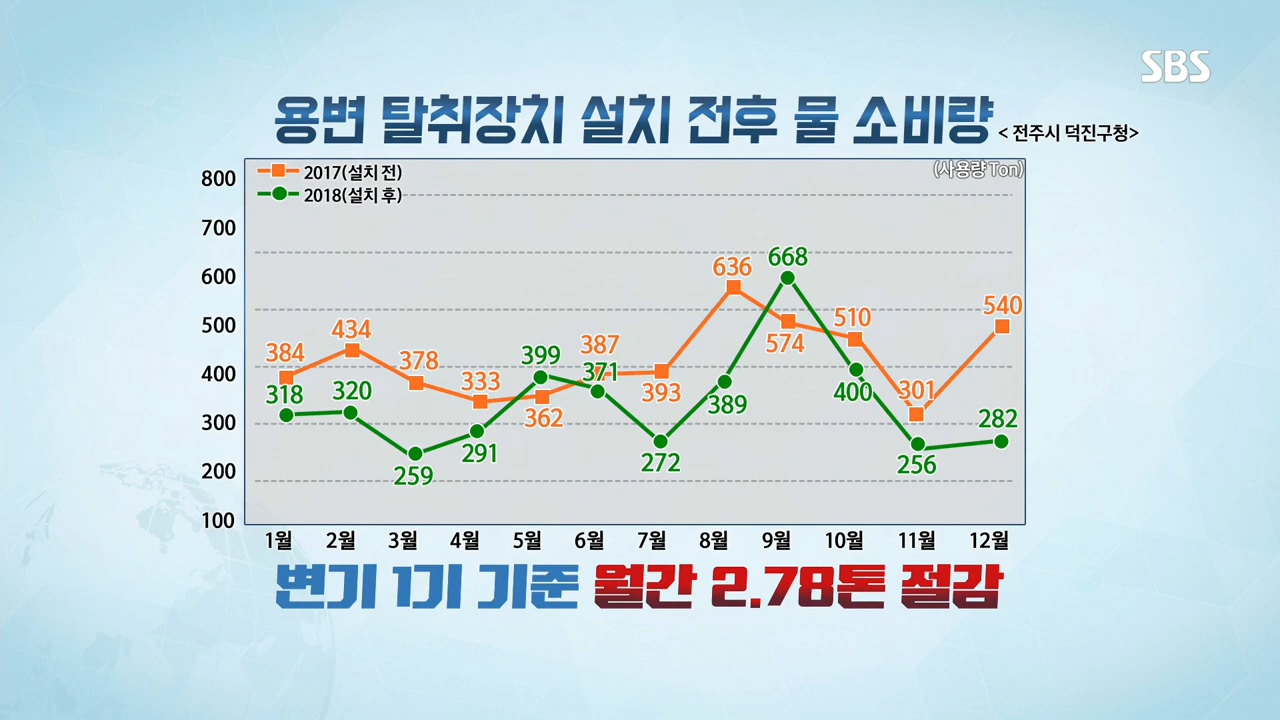 SBS
용변 탈취장치 설치 전후 물 소비량
< 전주시 덕진구청>
(사용량 Ton)
2017(설치 전)
2018(설치 후)
800
700
600
500
400
300
200
100
384 434 378 333 362 387 393 636 574 510 301 540
318 320 259 291 399 371 272 389 668 400 256 282
1월 2월 3월 4월 5월 6월 7월 8월 9월 10월 11월 12월
변기 1기 기준 월간 2.78톤 절감